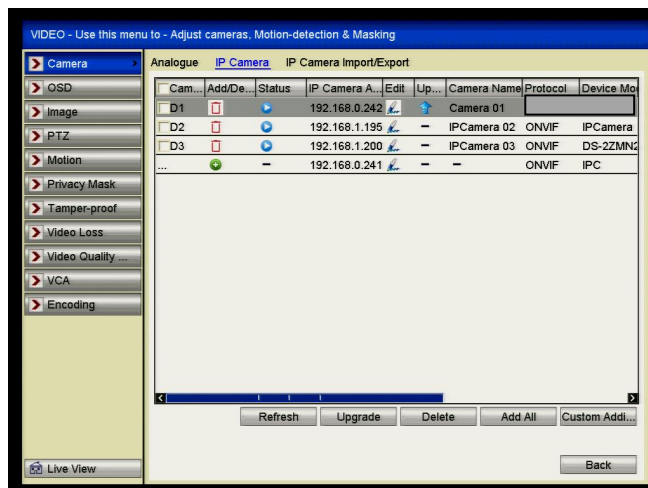 VIDEO - Use this menu to - Adjust cameras, Motion-detection & Masking
Camera
OSD
Image
PTZ
Motion
Privacy Mask
Tamper-proof
Video Loss
Video Quality ...
VCA
Encoding
Live View
Analogue IP Camera IP Camera Import/Export
Cam... Add/De... Status IP Camera A... Edit Up... Camera Name Protocol Device Mo
D1 192.168.0.242 Camera 01
D2 192.168.1.195 – IPCamera 02 ONVIF IPCamera
D3 192.168.1.200 – IPCamera 03 ONVIF DS-2ZMN2
... – 192.168.0.241 – – ONVIF IPC
Refresh Upgrade Delete Add All Custom Addi...
Back